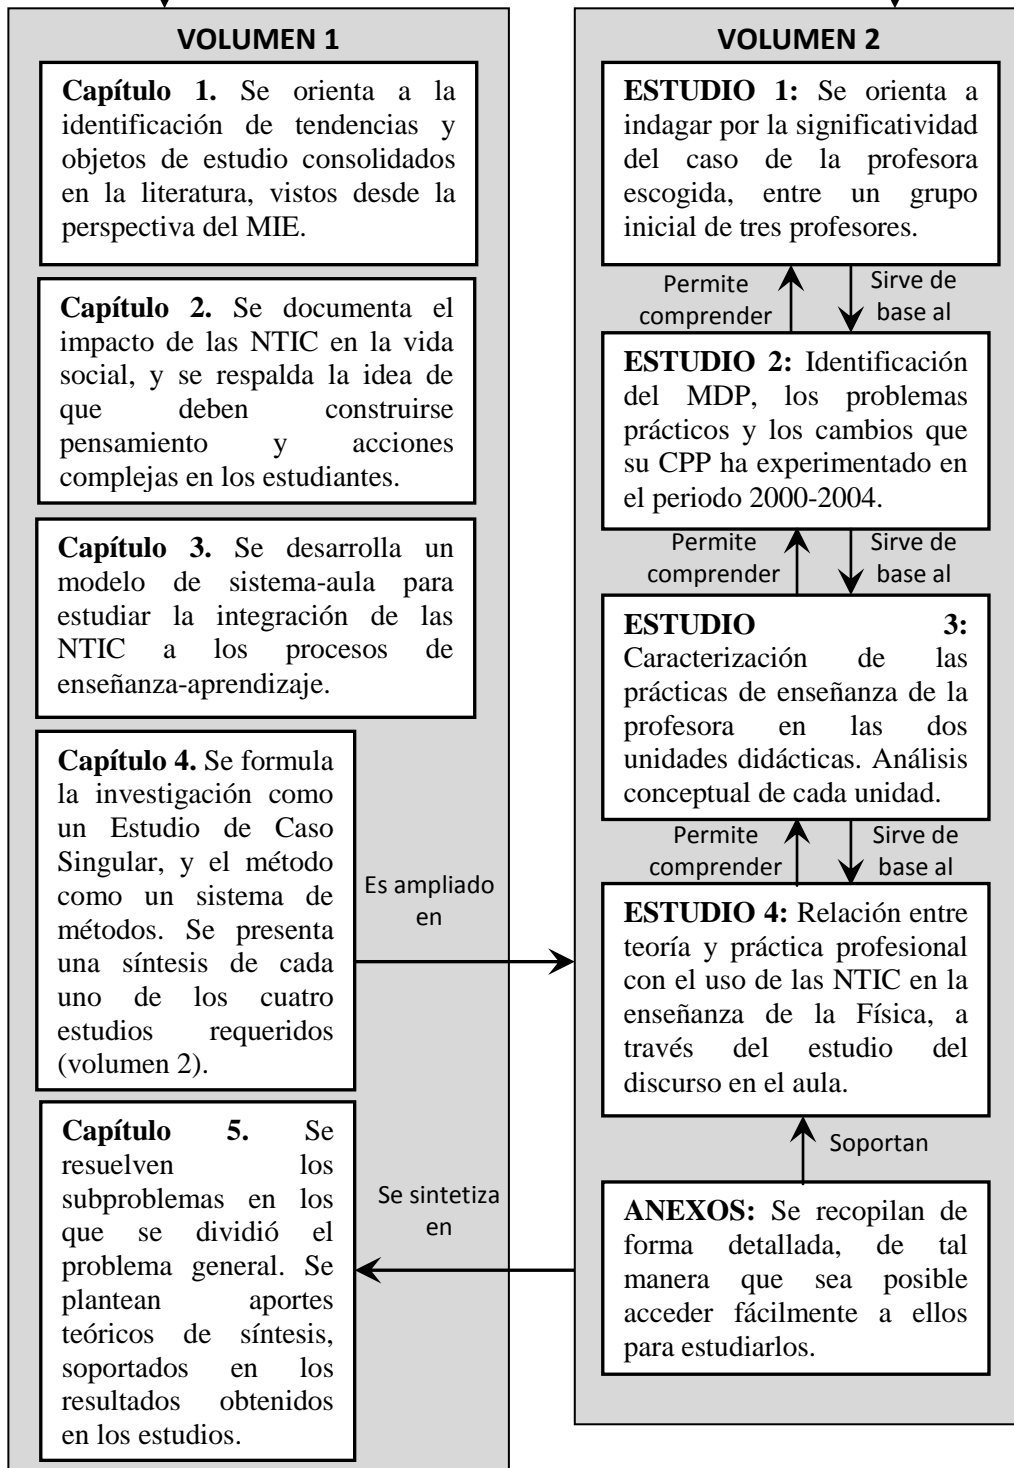 VOLUMEN 1
Capítulo 1. Se orienta a la
identificación de tendencias y
objetos de estudio consolidados
en la literatura, vistos desde la
perspectiva del MIE.
Capítulo 2. Se documenta el
impacto de las NTIC en la vida
social, y se respalda la idea de
que deben construirse
pensamiento y acciones
complejas en los estudiantes.
Capítulo 3. Se desarrolla un
modelo de sistema-aula para
estudiar la integración de las
NTIC a los procesos de
enseñanza-aprendizaje.
Capítulo 4. Se formula
la investigación como
un Estudio de Caso
Singular, y el método
como un sistema de
métodos. Se presenta
una síntesis de cada
uno de los cuatro
estudios requeridos
(volumen 2).
Es ampliado
en
Capítulo 5. Se
resuelven los
subproblemas en los
que se dividió el
problema general. Se
plantean aportes
teóricos de síntesis,
soportados en los
resultados obtenidos
en los estudios.
Se sintetiza
en
VOLUMEN 2
ESTUDIO 1: Se orienta a
indagar por la significatividad
del caso de la profesora
escogida, entre un grupo
inicial de tres profesores.
Permite
comprender
Sirve de
base al
ESTUDIO 2: Identificación
del MDP, los problemas
prácticos y los cambios que
su CPP ha experimentado en
el periodo 2000-2004.
Permite
comprender
Sirve de
base al
ESTUDIO 3:
Caracterización de las
prácticas de enseñanza de la
profesora en las dos
unidades didácticas. Análisis
conceptual de cada unidad.
Permite
comprender
Sirve de
base al
ESTUDIO 4: Relación entre
teoría y práctica profesional
con el uso de las NTIC en la
enseñanza de la Física, a
través del estudio del
discurso en el aula.
Soportan
ANEXOS: Se recopilan de
forma detallada, de tal
manera que sea posible
acceder fácilmente a ellos
para estudiarlos.